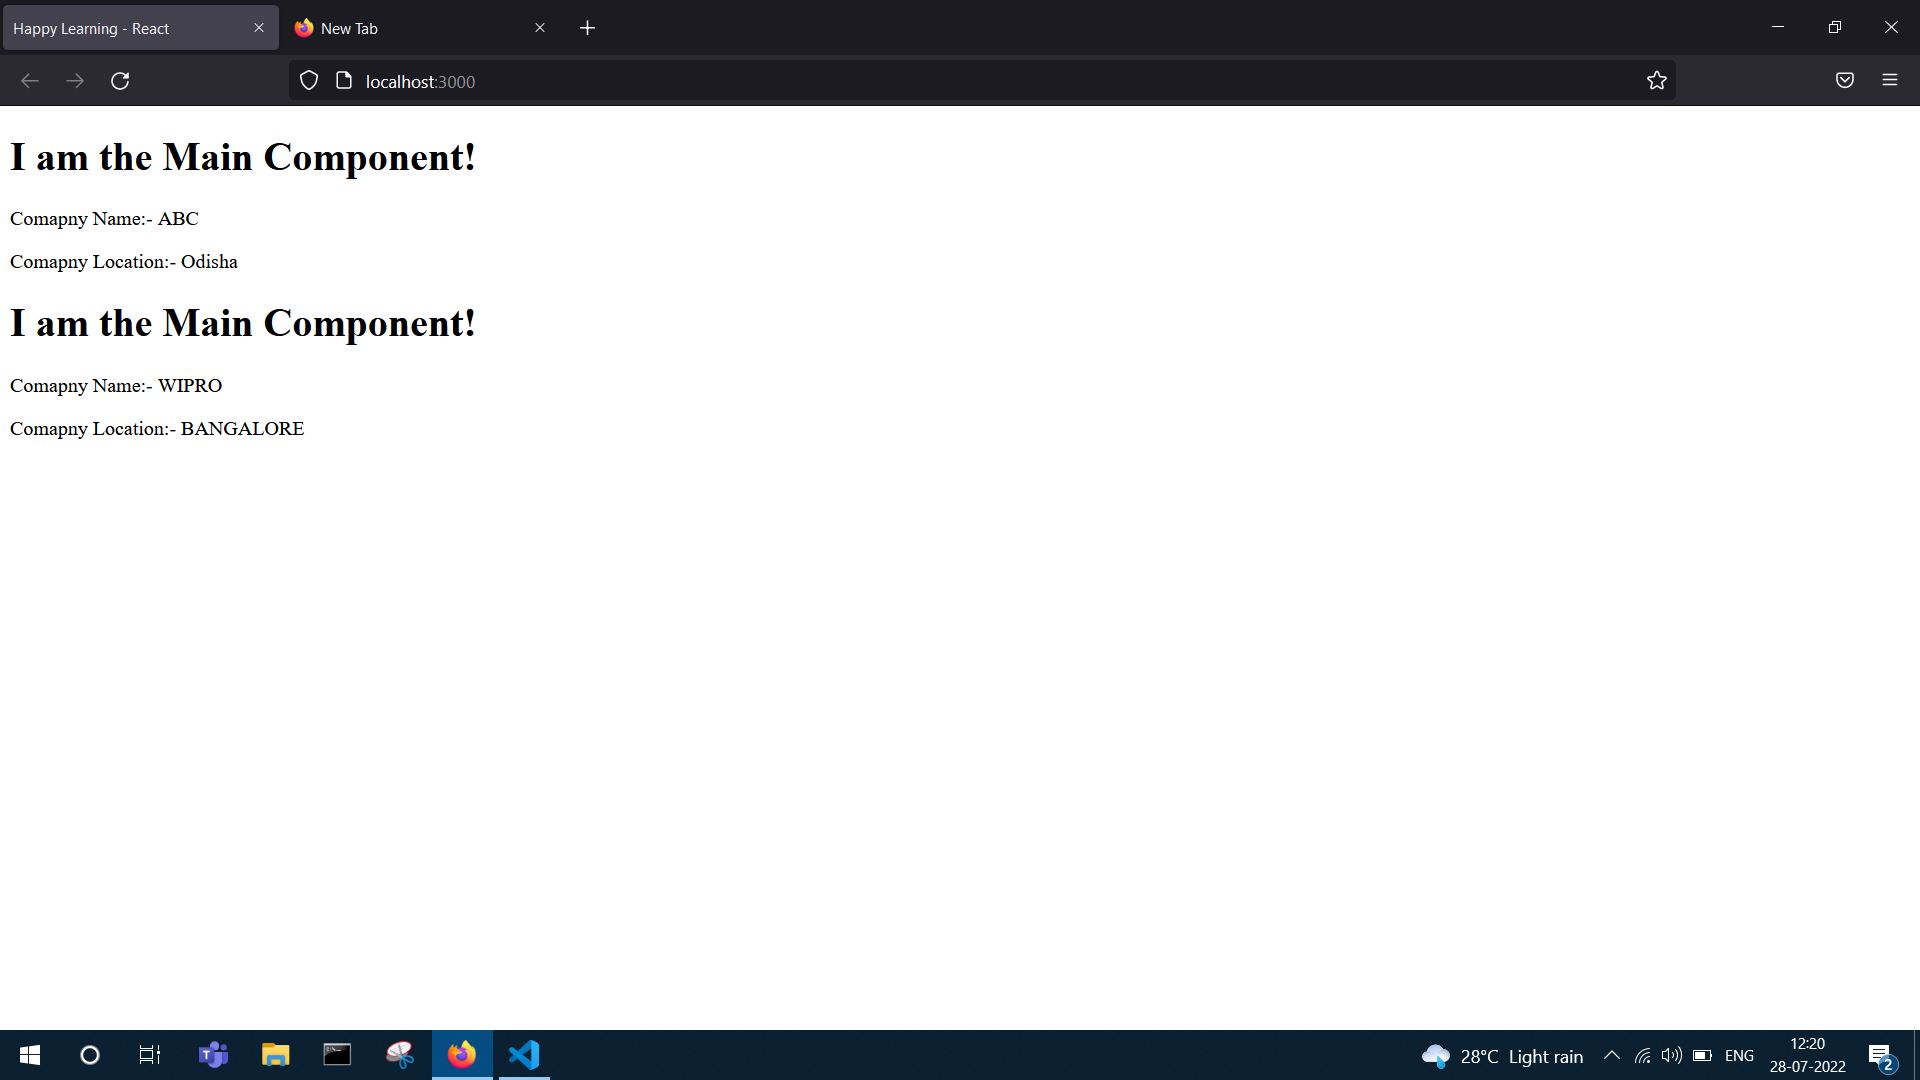 Happy Learning - React
New Tab
localhost:3000
I am the Main Component!
Comapny Name:- ABC
Comapny Location:- Odisha
I am the Main Component!
Comapny Name:- WIPRO
Comapny Location:- BANGALORE
28°C Light rain
ENG
12:20
28-07-2022
2